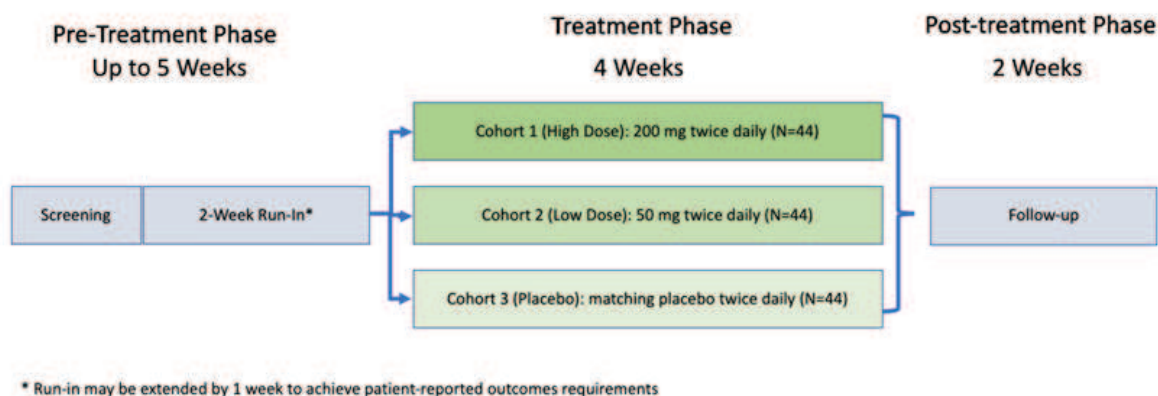 Pre-Treatment Phase
Up to 5 Weeks
Treatment Phase
4 Weeks
Post-treatment Phase
2 Weeks
Screening
2-Week Run-In*
Cohort 1 (High Dose): 200 mg twice daily (N=44)
Cohort 2 (Low Dose): 50 mg twice daily (N=44)
Cohort 3 (Placebo): matching placebo twice daily (N=44)
Follow-up
* Run-in may be extended by 1 week to achieve patient-reported outcomes requirements